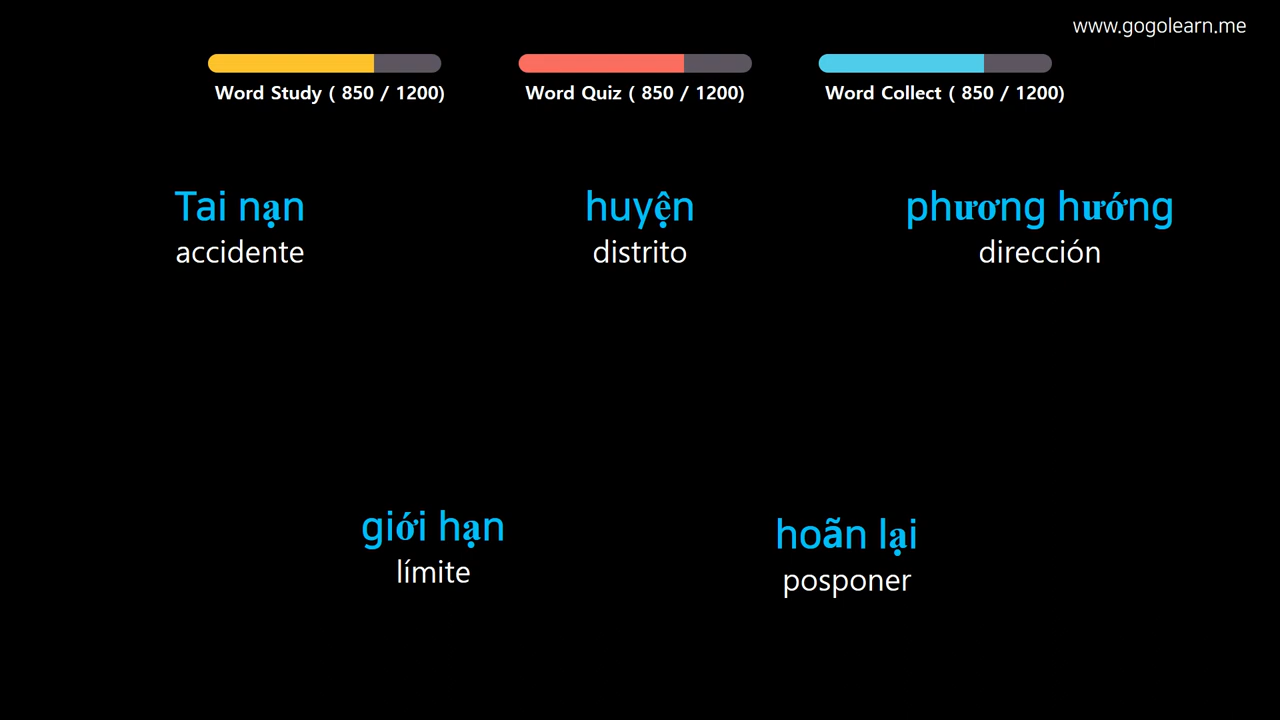 www.gogolearn.me
Word Study ( 850 / 1200)
Word Quiz ( 850 / 1200)
Word Collect ( 850 / 1200)
Tai nạn
accidente
huyện
distrito
phương hướng
dirección
giới hạn
límite
hoãn lại
posponer